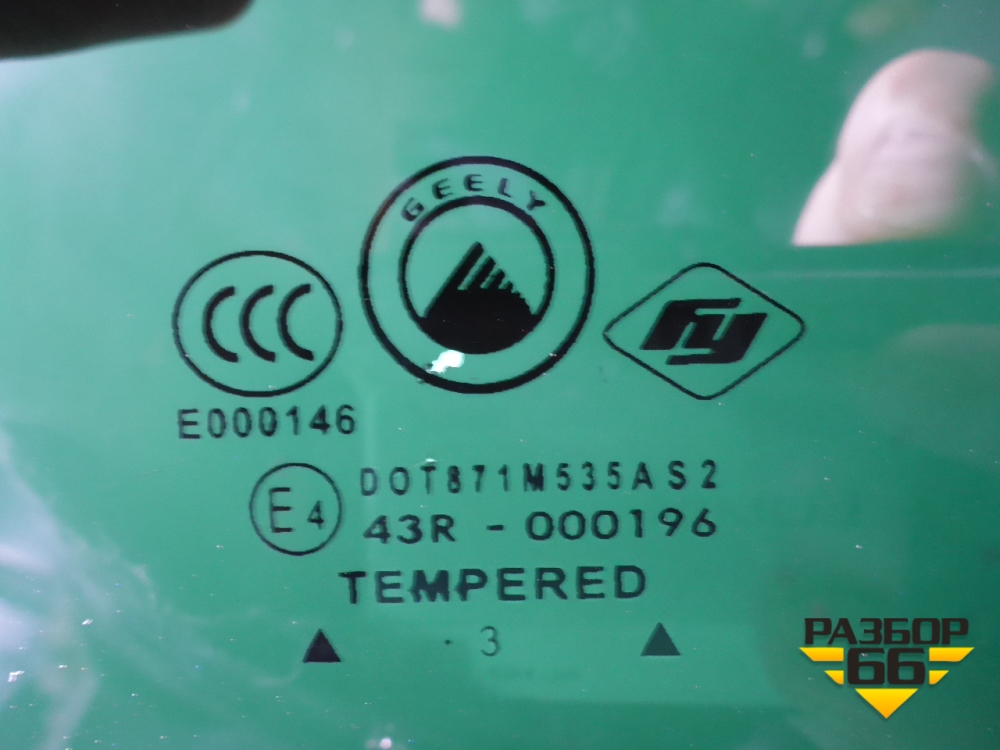 GEELY
CCC
FY
E000146
E4
DOT871M535AS2
43R - 000196
TEMPERED
▲ · 3 ▲
РАЗБОР
66